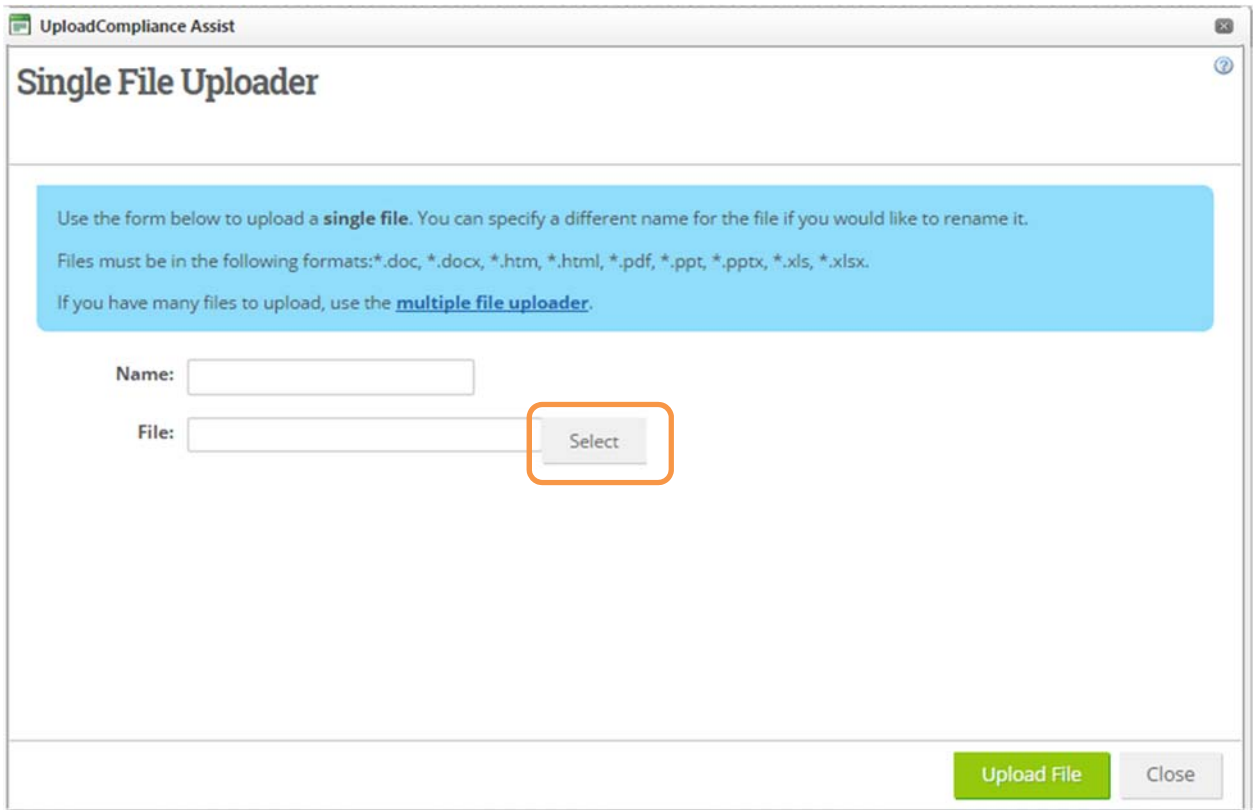 UploadCompliance Assist
Single File Uploader
Use the form below to upload a single file. You can specify a different name for the file if you would like to rename it.
Files must be in the following formats:*.doc, *.docx, *.htm, *.html, *.pdf, *.ppt, *.pptx, *.xls, *.xlsx.
If you have many files to upload, use the multiple file uploader.
Name:
File:
Select
Upload File
Close